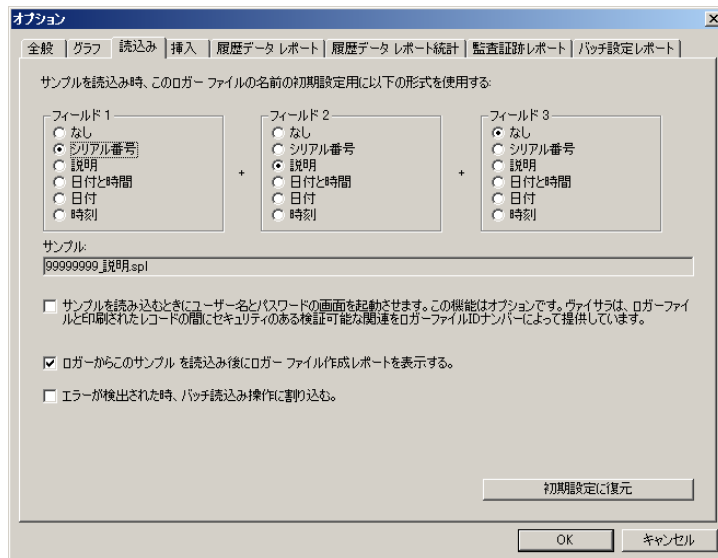 オプション
全般 グラフ 読込み 挿入 履歴データ レポート 履歴データ レポート統計 監査証跡レポート バッチ設定レポート
サンプルを読込み時、このロガー ファイルの名前の初期設定用に以下の形式を使用する:
フィールド 1
なし
シリアル番号
説明
日付と時間
日付
時刻
+
フィールド 2
なし
シリアル番号
説明
日付と時間
日付
時刻
+
フィールド 3
なし
シリアル番号
説明
日付と時間
日付
時刻
サンプル:
99999999_説明.spl
サンプルを読み込むときにユーザー名とパスワードの画面を起動させます。この機能はオプションです。ヴァイサラは、ロガーファイ
ルと印刷されたレコードの間にセキュリティのある検証可能な関連をロガーファイルIDナンバーによって提供しています。
ロガーからこのサンプル を読込み後にロガー ファイル作成レポートを表示する。
エラーが検出された時、バッチ読込み操作に割り込む。
初期設定に復元
OK キャンセル